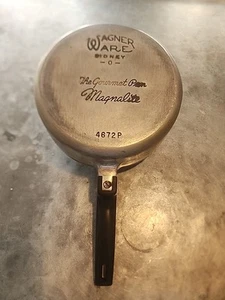 WAGNER
WARE
SIDNEY
-O-
The Gourmet Pan
Magnalite
4672P